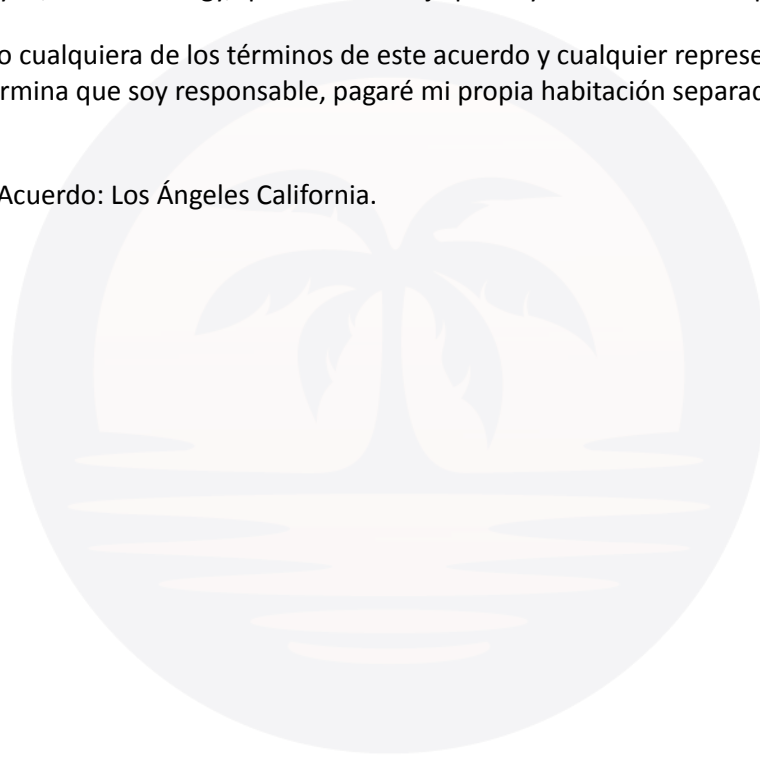 o cualquiera de los términos de este acuerdo y cualquier represe
rmina que soy responsable, pagaré mi propia habitación separad
Acuerdo: Los Ángeles California.